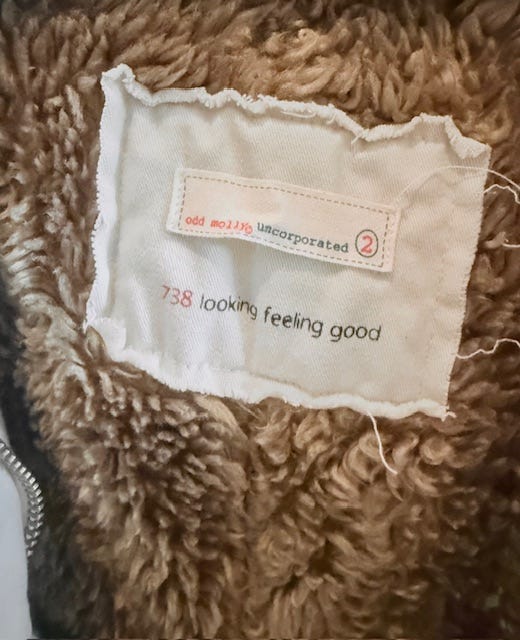 odd molly® uncorporated 2
738 looking feeling good